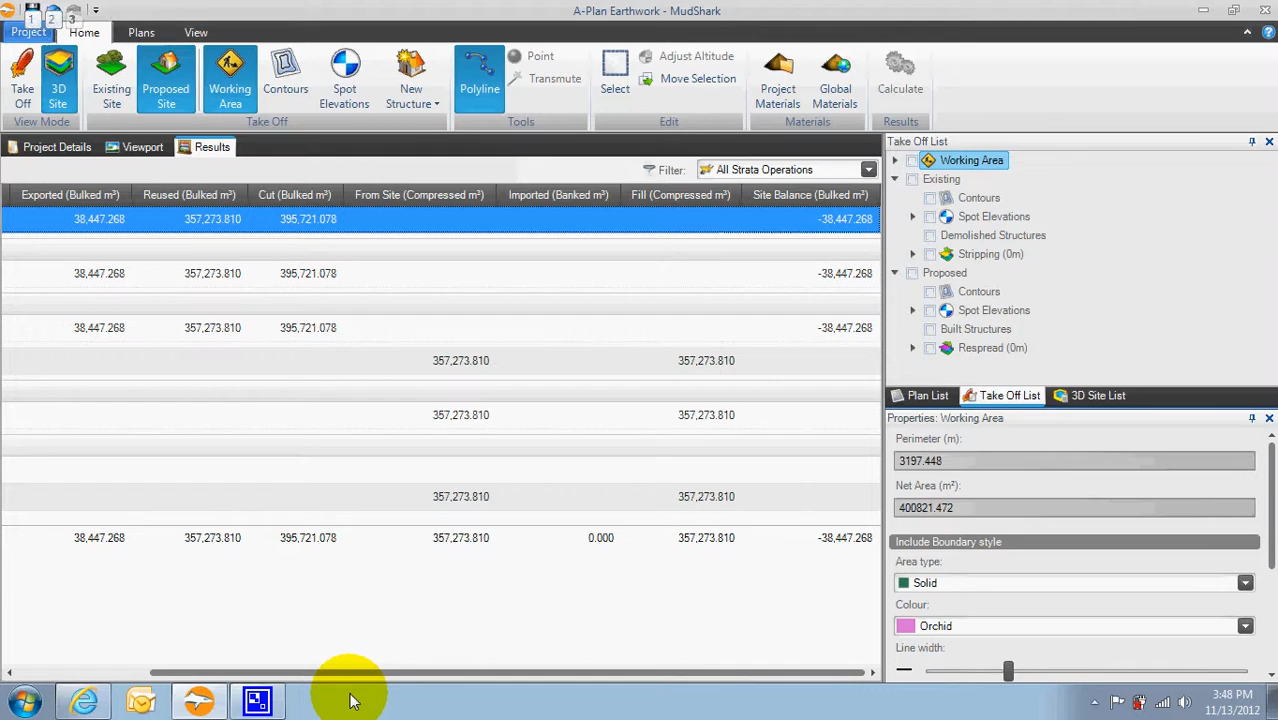 A-Plan Earthwork - MudShark
1 2 3
Project Home Plans View
Take Off 3D Site Existing Site Proposed Site Working Area Contours Spot Elevations New Structure Polyline Point Transmute Select Adjust Altitude Move Selection Project Materials Global Materials Calculate
View Mode Take Off Tools Edit Materials Results
Project Details Viewport Results
Filter: All Strata Operations
Exported (Bulked m³) Reused (Bulked m³) Cut (Bulked m³) From Site (Compressed m³) Imported (Banked m³) Fill (Compressed m³) Site Balance (Bulked m³)
38,447.268 357,273.810 395,721.078 -38,447.268
38,447.268 357,273.810 395,721.078 -38,447.268
38,447.268 357,273.810 395,721.078 -38,447.268
357,273.810 357,273.810
357,273.810 357,273.810
357,273.810 357,273.810
38,447.268 357,273.810 395,721.078 357,273.810 0.000 357,273.810 -38,447.268
Take Off List
Working Area
Existing
Contours
Spot Elevations
Demolished Structures
Stripping (0m)
Proposed
Contours
Spot Elevations
Built Structures
Respread (0m)
Plan List Take Off List 3D Site List
Properties: Working Area
Perimeter (m):
3197.448
Net Area (m²):
400821.472
Include Boundary style
Area type:
Solid
Colour:
Orchid
Line width:
3:48 PM
11/13/2012